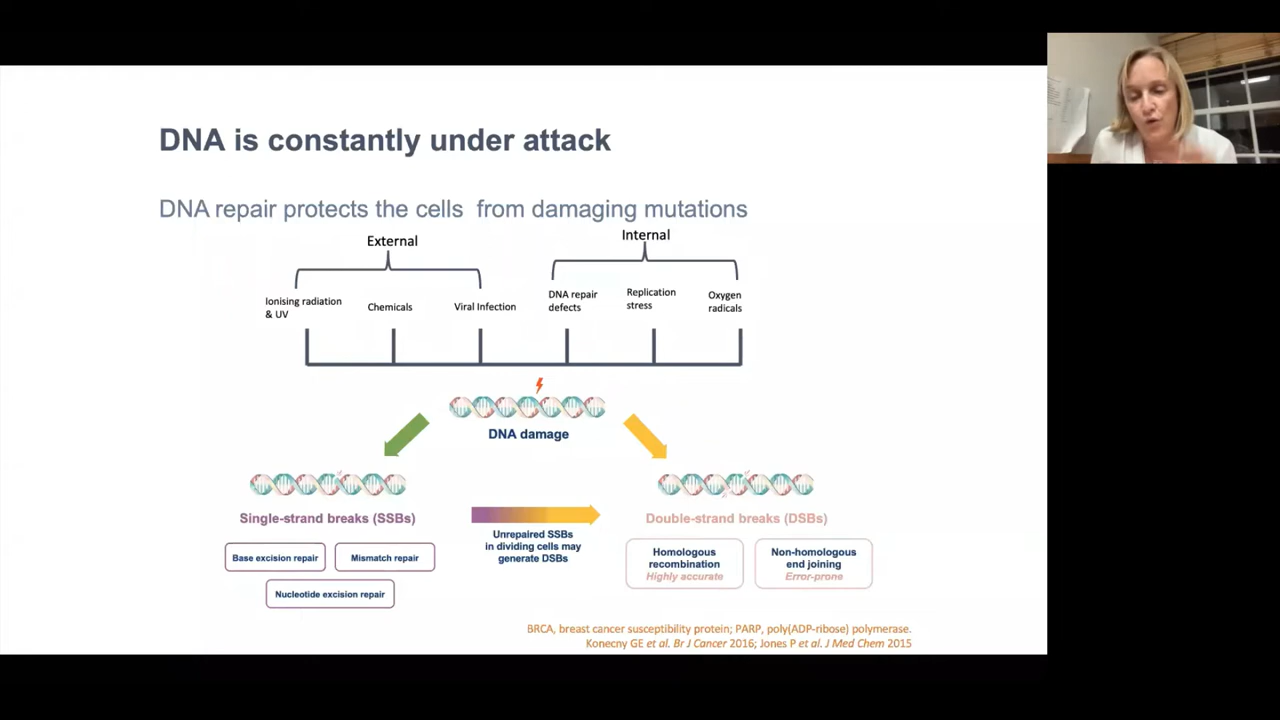 DNA is constantly under attack
DNA repair protects the cells from damaging mutations
External
Internal
Ionising radiation
& UV
Chemicals
Viral Infection
DNA repair
defects
Replication
stress
Oxygen
radicals
DNA damage
Single-strand breaks (SSBs)
Base excision repair
Mismatch repair
Nucleotide excision repair
Unrepaired SSBs
in dividing cells may
generate DSBs
Double-strand breaks (DSBs)
Homologous
recombination
Highly accurate
Non-homologous
end joining
Error-prone
BRCA, breast cancer susceptibility protein; PARP, poly(ADP-ribose) polymerase.
Konecny GE et al. Br J Cancer 2016; Jones P et al. J Med Chem 2015